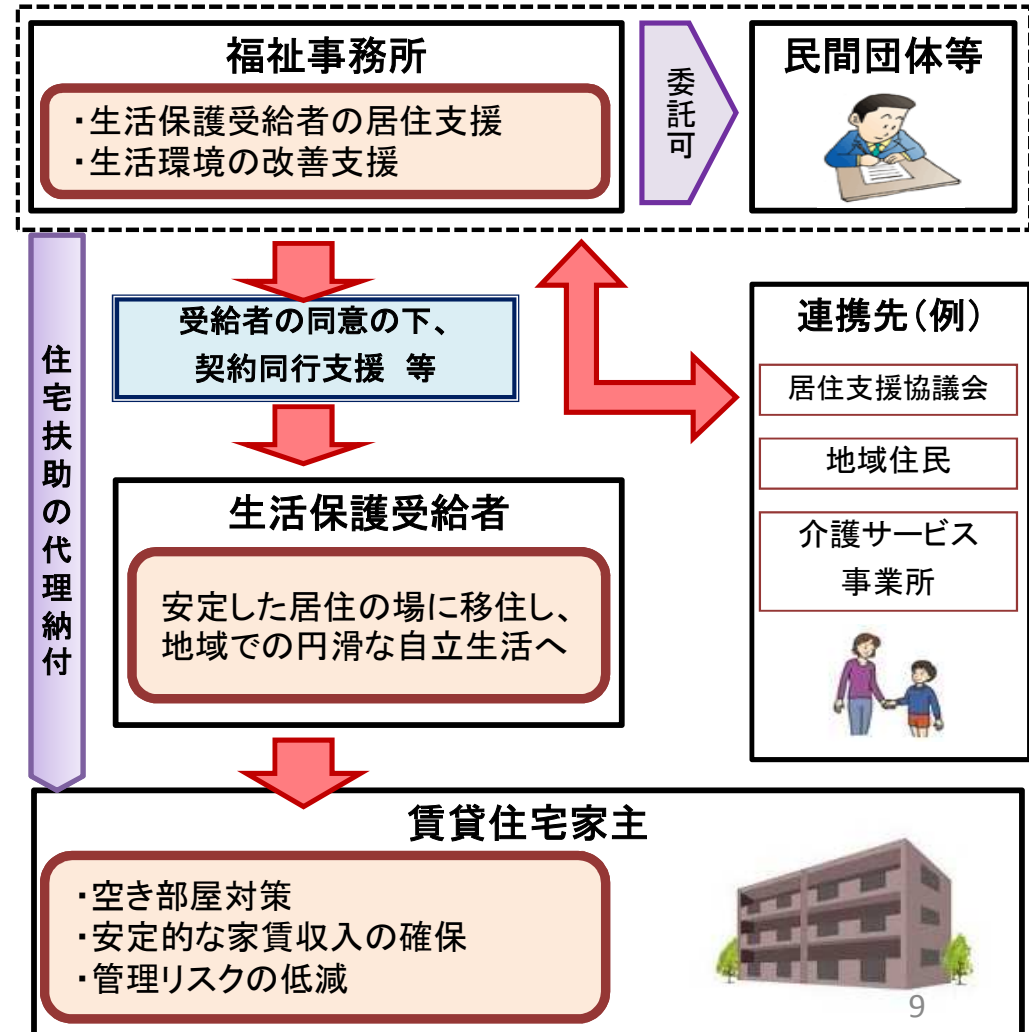 福祉事務所
・生活保護受給者の居住支援
・生活環境の改善支援
委託可
民間団体等
住宅扶助の代理納付
受給者の同意の下、
契約同行支援 等
生活保護受給者
安定した居住の場に移住し、
地域での円滑な自立生活へ
連携先(例)
居住支援協議会
地域住民
介護サービス
事業所
賃貸住宅家主
・空き部屋対策
・安定的な家賃収入の確保
・管理リスクの低減
9